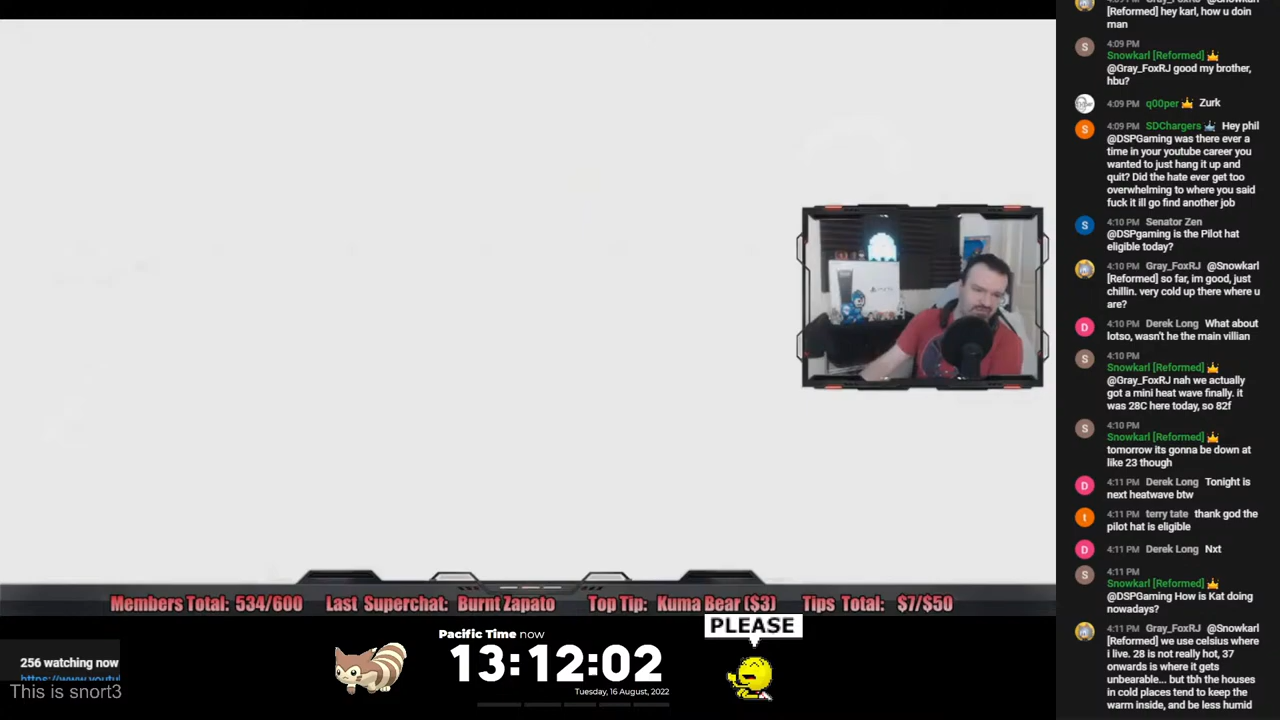 [Reformed] hey karl, how u doin
man
4:09 PM
Snowkarl [Reformed]
@Gray_FoxRJ good my brother,
hbu?
4:09 PM q00per Zurk
4:09 PM SDChargers Hey phil
@DSPGaming was there ever a
time in your youtube career you
wanted to just hang it up and
quit? Did the hate ever get too
overwhelming to where you said
fuck it ill go find another job
4:10 PM Senator Zen
@DSPgaming is the Pilot hat
eligible today?
4:10 PM Gray_FoxRJ @Snowkarl
[Reformed] so far, im good, just
chillin. very cold up there where u
are?
4:10 PM Derek Long What about
lotso, wasn't he the main villian
4:10 PM
Snowkarl [Reformed]
@Gray_FoxRJ nah we actually
got a mini heat wave finally. it
was 28C here today, so 82f
4:10 PM
Snowkarl [Reformed]
tomorrow its gonna be down at
like 23 though
4:11 PM Derek Long Tonight is
next heatwave btw
4:11 PM terry tate thank god the
pilot hat is eligible
4:11 PM Derek Long Nxt
4:11 PM
Snowkarl [Reformed]
@DSPGaming How is Kat doing
nowadays?
4:11 PM Gray_FoxRJ @Snowkarl
[Reformed] we use celsius where
i live. 28 is not really hot, 37
onwards is where it gets
unbearable... but tbh the houses
in cold places tend to keep the
warm inside, and be less humid
Members Total: 534/600 Last Superchat: Burnt Zapato Top Tip: Kuma Bear ($3) Tips Total: $7/$50
PLEASE
Pacific Time now
13:12:02
Tuesday, 16 August, 2022
256 watching now
https://www.youtu
This is snort3